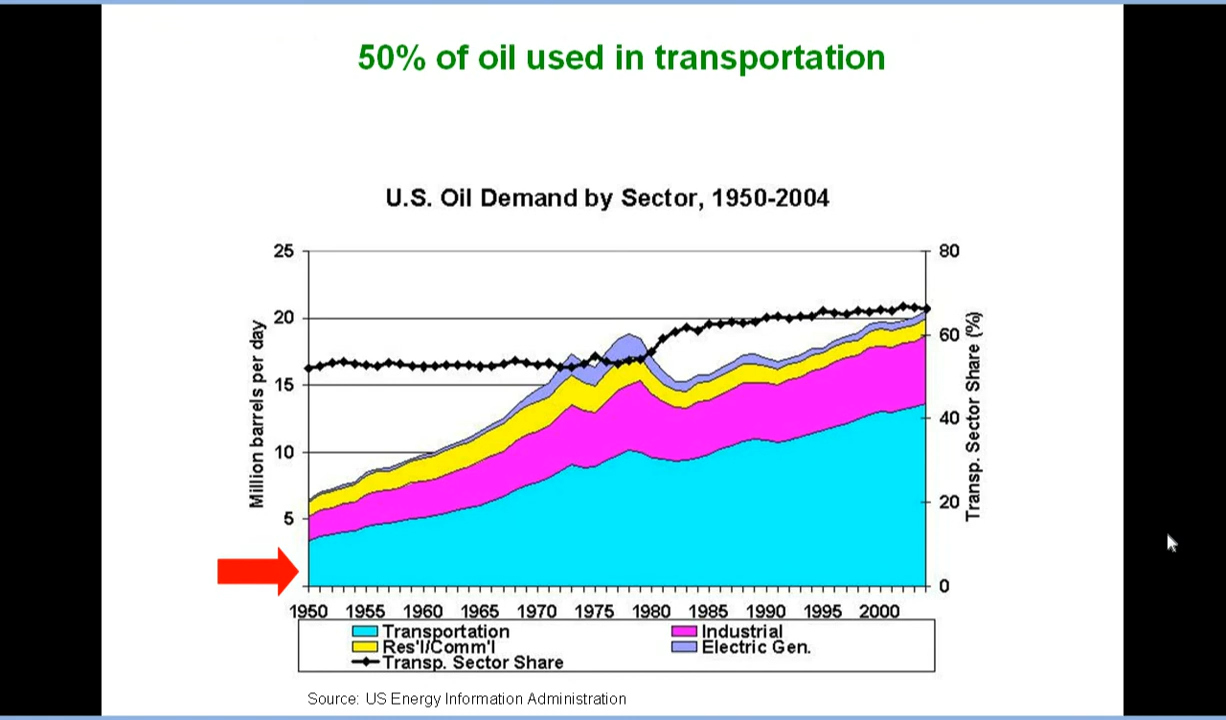 50% of oil used in transportation
U.S. Oil Demand by Sector, 1950-2004
25
20
15
10
5
Million barrels per day
80
60
40
20
0
Transp. Sector Share (%)
1950 1955 1960 1965 1970 1975 1980 1985 1990 1995 2000
Transportation Industrial
Res'l/Comm'l Electric Gen.
Transp. Sector Share
Source: US Energy Information Administration